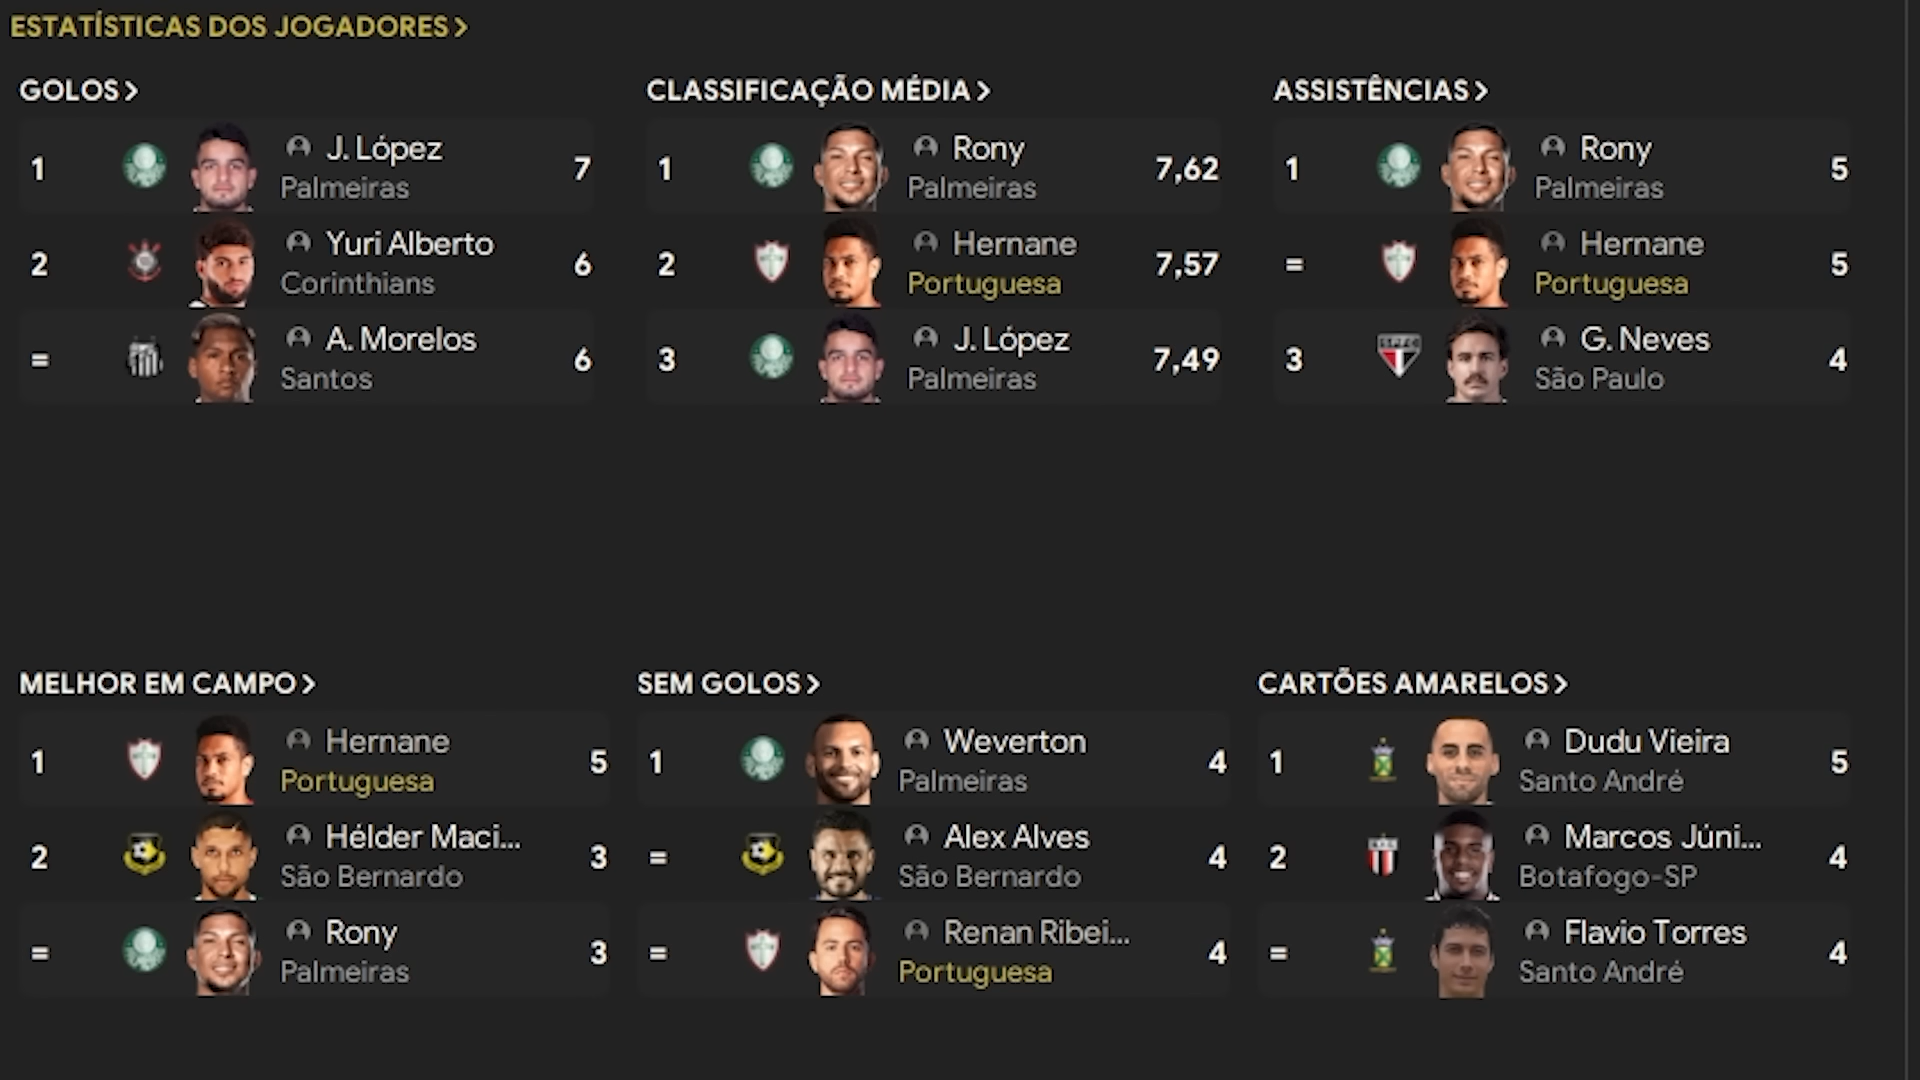 ESTATÍSTICAS DOS JOGADORES >
GOLOS >
1 J. López 7
Palmeiras
2 Yuri Alberto 6
Corinthians
= A. Morelos 6
Santos
CLASSIFICAÇÃO MÉDIA >
1 Rony 7,62
Palmeiras
2 Hernane 7,57
Portuguesa
3 J. López 7,49
Palmeiras
ASSISTÊNCIAS >
1 Rony 5
Palmeiras
= Hernane 5
Portuguesa
3 G. Neves 4
São Paulo
MELHOR EM CAMPO >
1 Hernane 5
Portuguesa
2 Hélder Maci... 3
São Bernardo
= Rony 3
Palmeiras
SEM GOLOS >
1 Weverton 4
Palmeiras
= Alex Alves 4
São Bernardo
= Renan Ribei... 4
Portuguesa
CARTÕES AMARELOS >
1 Dudu Vieira 5
Santo André
2 Marcos Júni... 4
Botafogo-SP
= Flavio Torres 4
Santo André